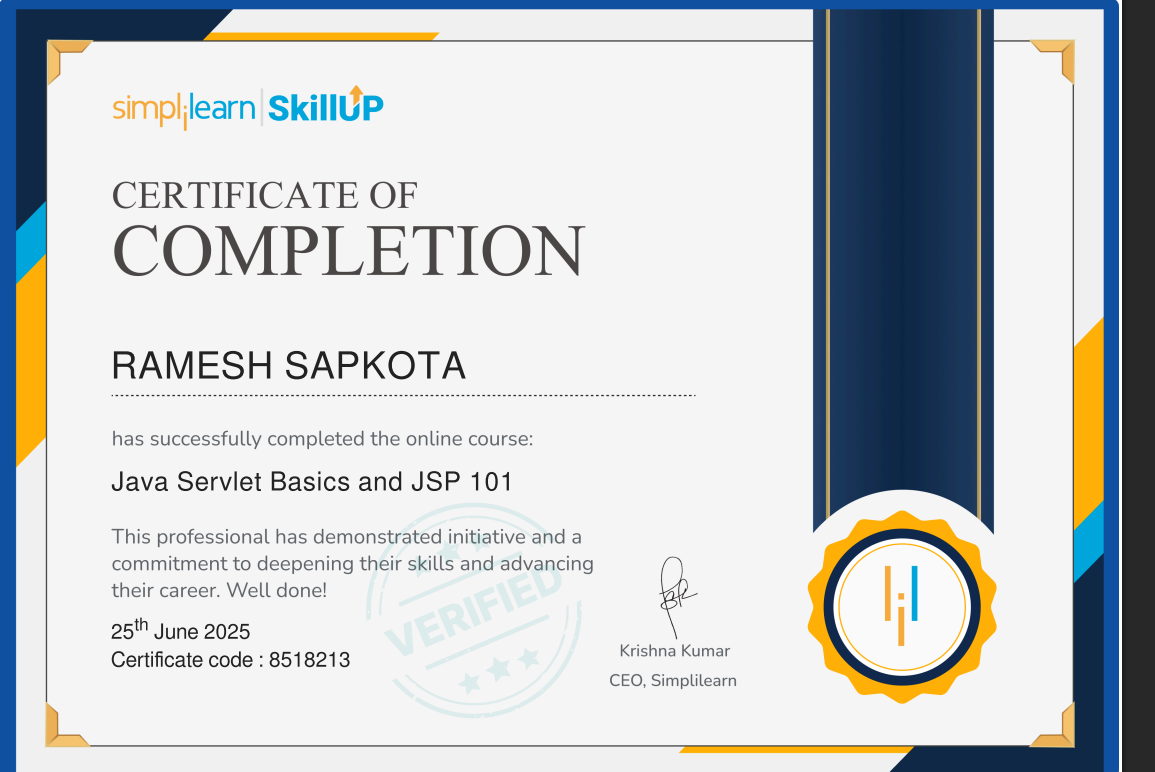 simplilearn | SkillUP
CERTIFICATE OF
COMPLETION
RAMESH SAPKOTA
has successfully completed the online course:
Java Servlet Basics and JSP 101
This professional has demonstrated initiative and a
commitment to deepening their skills and advancing
their career. Well done!
VERIFIED
25th June 2025
Certificate code : 8518213
Krishna Kumar
CEO, Simplilearn